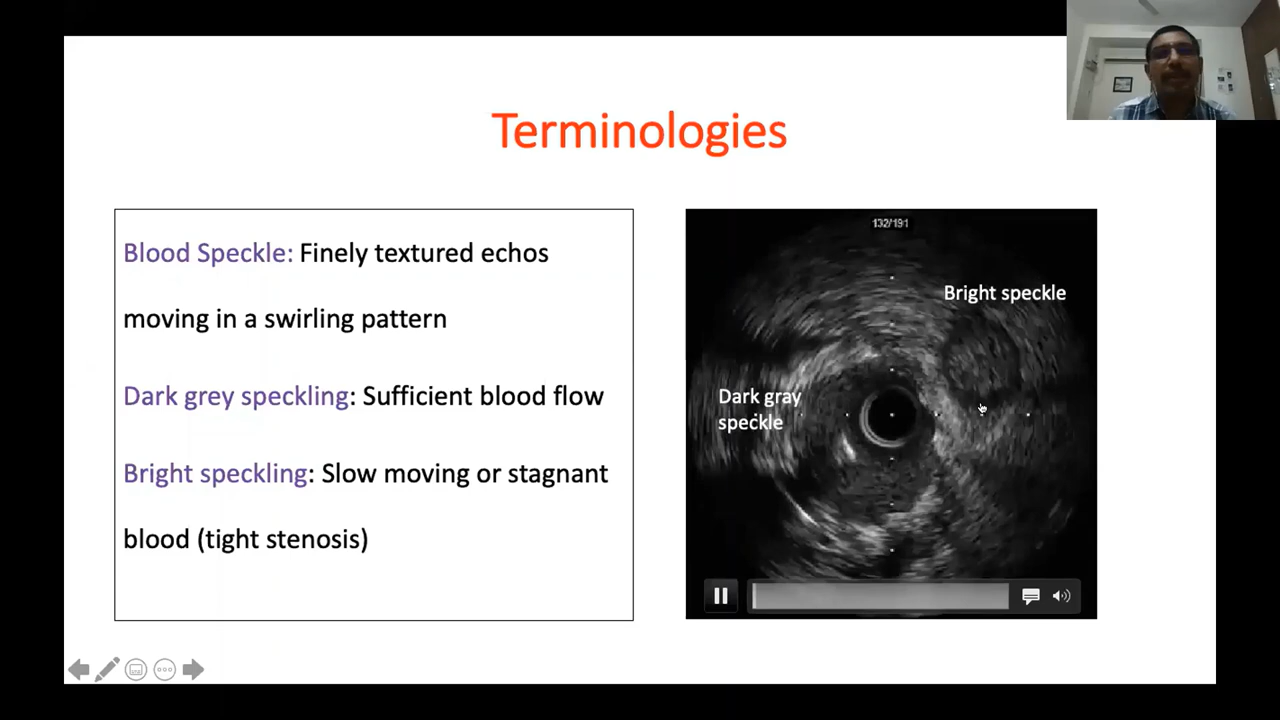 Terminologies
Blood Speckle: Finely textured echos
moving in a swirling pattern
Dark grey speckling: Sufficient blood flow
Bright speckling: Slow moving or stagnant
blood (tight stenosis)
132/191
Bright speckle
Dark gray
speckle